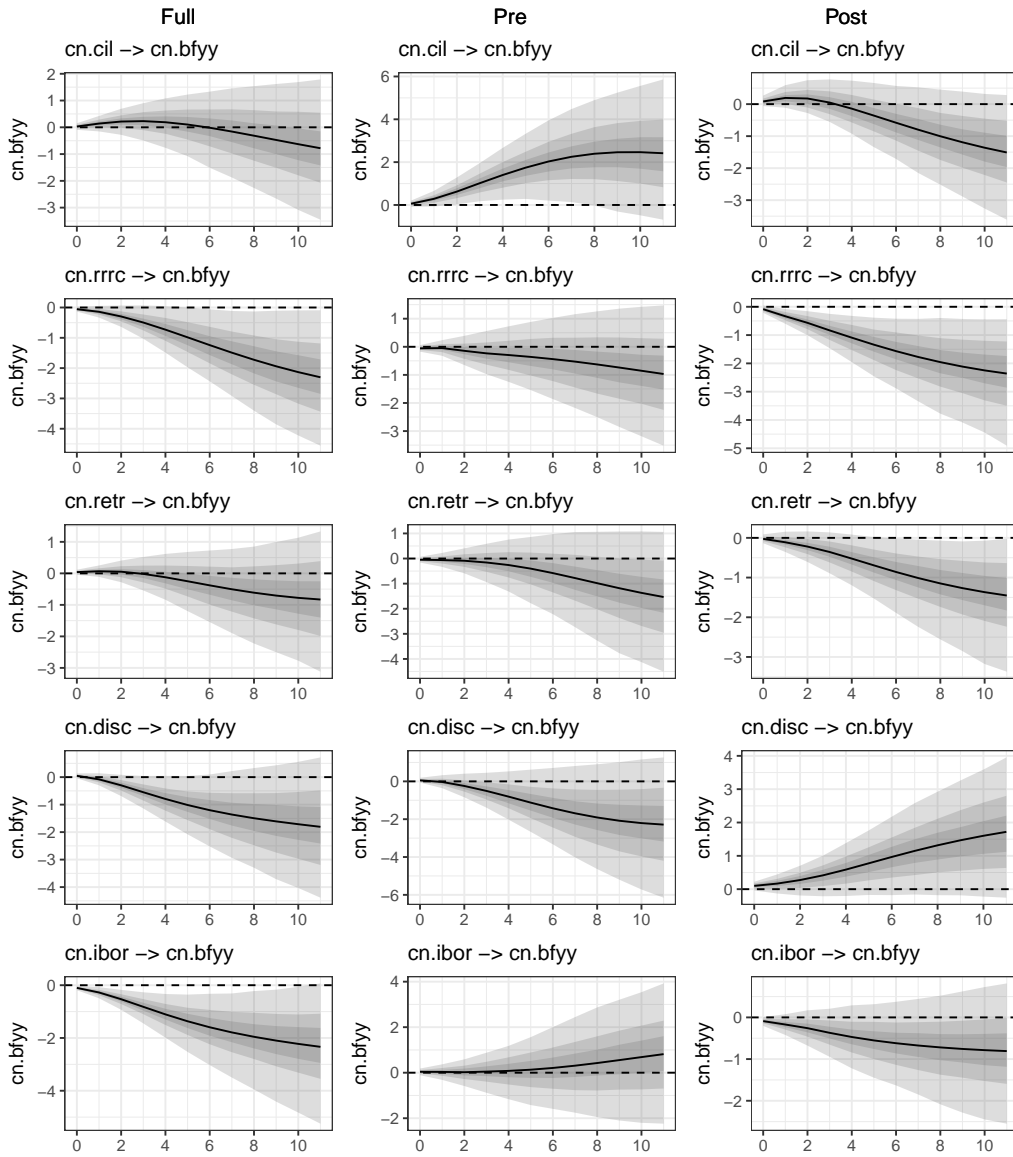 Full Pre Post
cn.cil −> cn.bfyy cn.cil −> cn.bfyy cn.cil −> cn.bfyy
cn.bfyy cn.bfyy cn.bfyy
2 6 0
1 4 −1
0 2 −2
−1 0 −3
−2
−3
0 2 4 6 8 10 0 2 4 6 8 10 0 2 4 6 8 10
cn.rrrc −> cn.bfyy cn.rrrc −> cn.bfyy cn.rrrc −> cn.bfyy
cn.bfyy cn.bfyy cn.bfyy
0 1 0
−1 0 −1
−2 −1 −2
−3 −2 −3
−4 −3 −4
−5
0 2 4 6 8 10 0 2 4 6 8 10 0 2 4 6 8 10
cn.retr −> cn.bfyy cn.retr −> cn.bfyy cn.retr −> cn.bfyy
cn.bfyy cn.bfyy cn.bfyy
1 1 0
0 0 −1
−1 −1 −2
−2 −2 −3
−3 −4
0 2 4 6 8 10 0 2 4 6 8 10 0 2 4 6 8 10
cn.disc −> cn.bfyy cn.disc −> cn.bfyy cn.disc −> cn.bfyy
cn.bfyy cn.bfyy cn.bfyy
0 0 4
−1 −2 3
−2 −4 2
−3 −6 1
−4 0
0 2 4 6 8 10 0 2 4 6 8 10 0 2 4 6 8 10
cn.ibor −> cn.bfyy cn.ibor −> cn.bfyy cn.ibor −> cn.bfyy
cn.bfyy cn.bfyy cn.bfyy
0 4 0
−2 2 −1
−4 0 −2
−2
0 2 4 6 8 10 0 2 4 6 8 10 0 2 4 6 8 10